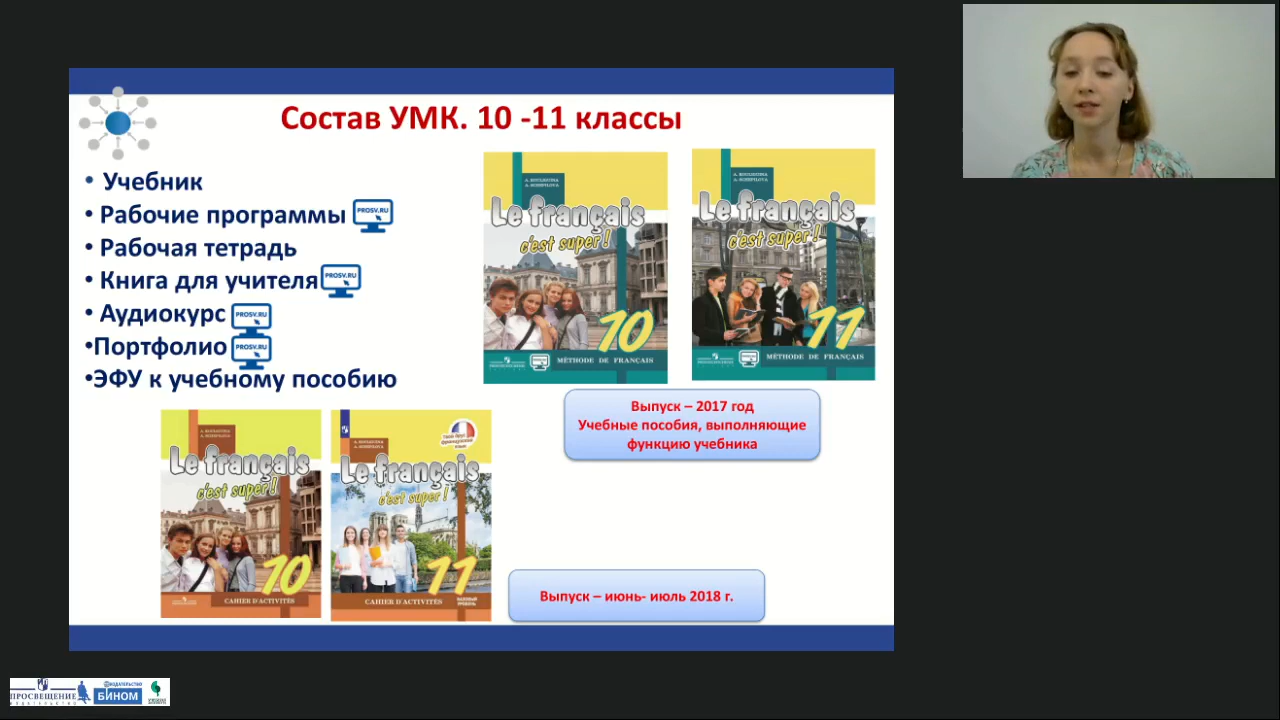 Состав УМК. 10 -11 классы
• Учебник
• Рабочие программы PROSV.RU
• Рабочая тетрадь
• Книга для учителя PROSV.RU
• Аудиокурс PROSV.RU
•Портфолио PROSV.RU
•ЭФУ к учебному пособию
Le français
c'est super !
10
MÉTHODE DE FRANÇAIS
Le français
c'est super !
11
MÉTHODE DE FRANÇAIS
Выпуск – 2017 год
Учебные пособия, выполняющие
функцию учебника
Le français
c'est super !
10
CAHIER D'ACTIVITÉS
Le français
c'est super !
11
CAHIER D'ACTIVITÉS
Выпуск – июнь- июль 2018 г.
ПРОСВЕЩЕНИЕ
ИЗДАТЕЛЬСТВО
БИНОМ